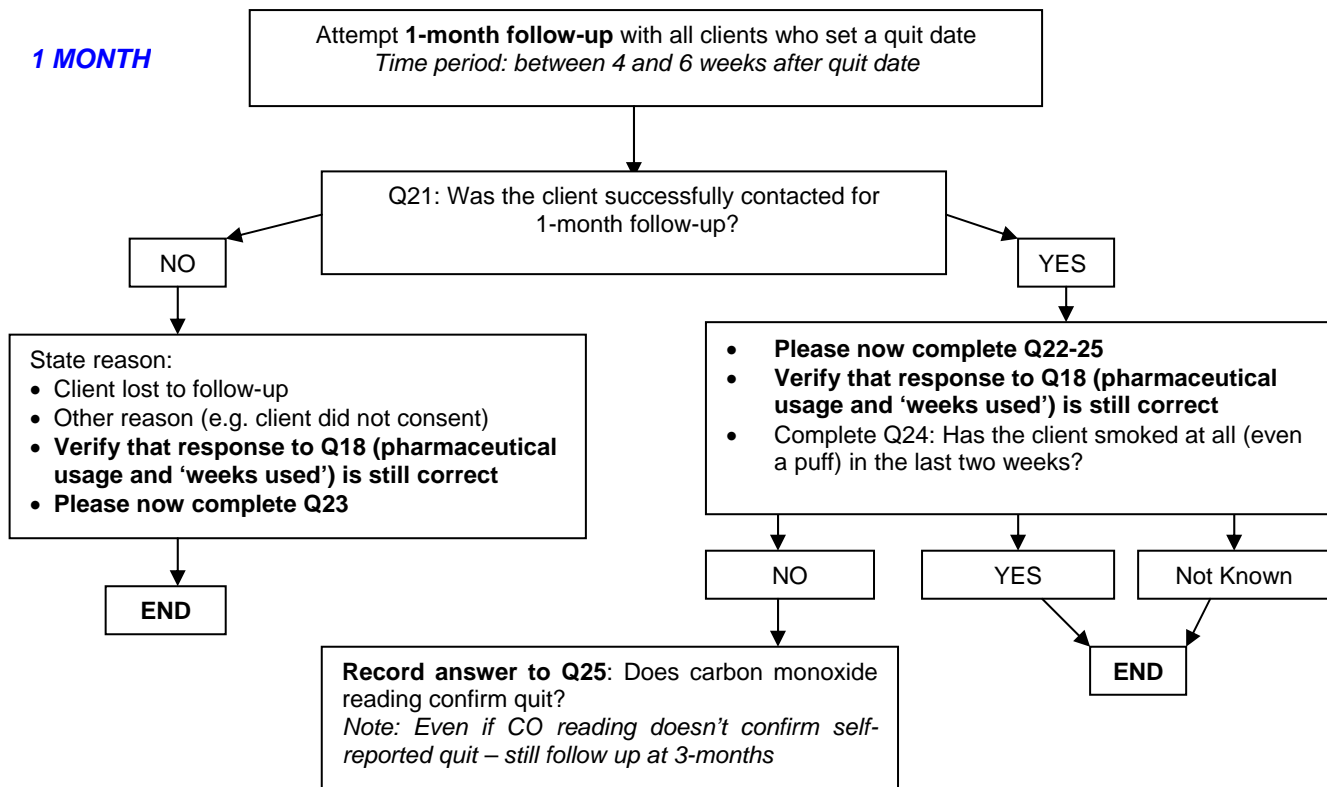 1 MONTH
Attempt 1-month follow-up with all clients who set a quit date
Time period: between 4 and 6 weeks after quit date
Q21: Was the client successfully contacted for
1-month follow-up?
NO
YES
State reason:
• Client lost to follow-up
• Other reason (e.g. client did not consent)
• Verify that response to Q18 (pharmaceutical
usage and ‘weeks used’) is still correct
• Please now complete Q23
• Please now complete Q22-25
• Verify that response to Q18 (pharmaceutical
usage and ‘weeks used’) is still correct
• Complete Q24: Has the client smoked at all (even
a puff) in the last two weeks?
END
NO
YES
Not Known
END
Record answer to Q25: Does carbon monoxide
reading confirm quit?
Note: Even if CO reading doesn’t confirm self-
reported quit – still follow up at 3-months